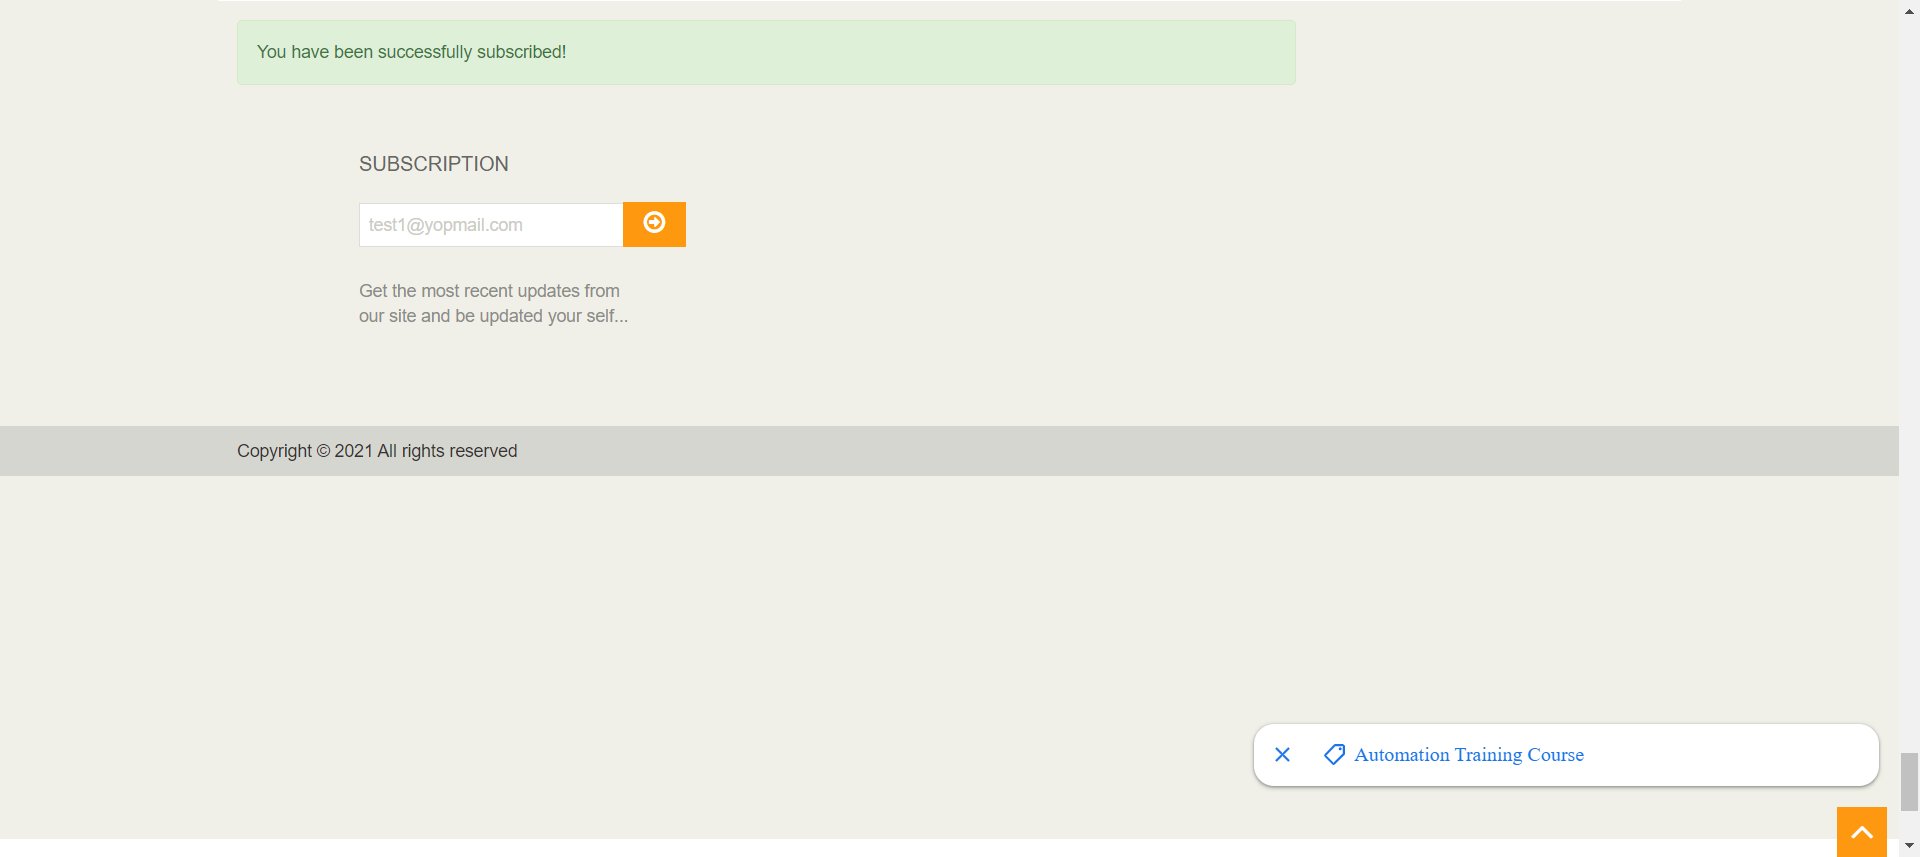 You have been successfully subscribed!
SUBSCRIPTION
test1@yopmail.com
Get the most recent updates from
our site and be updated your self...
Copyright © 2021 All rights reserved
Automation Training Course